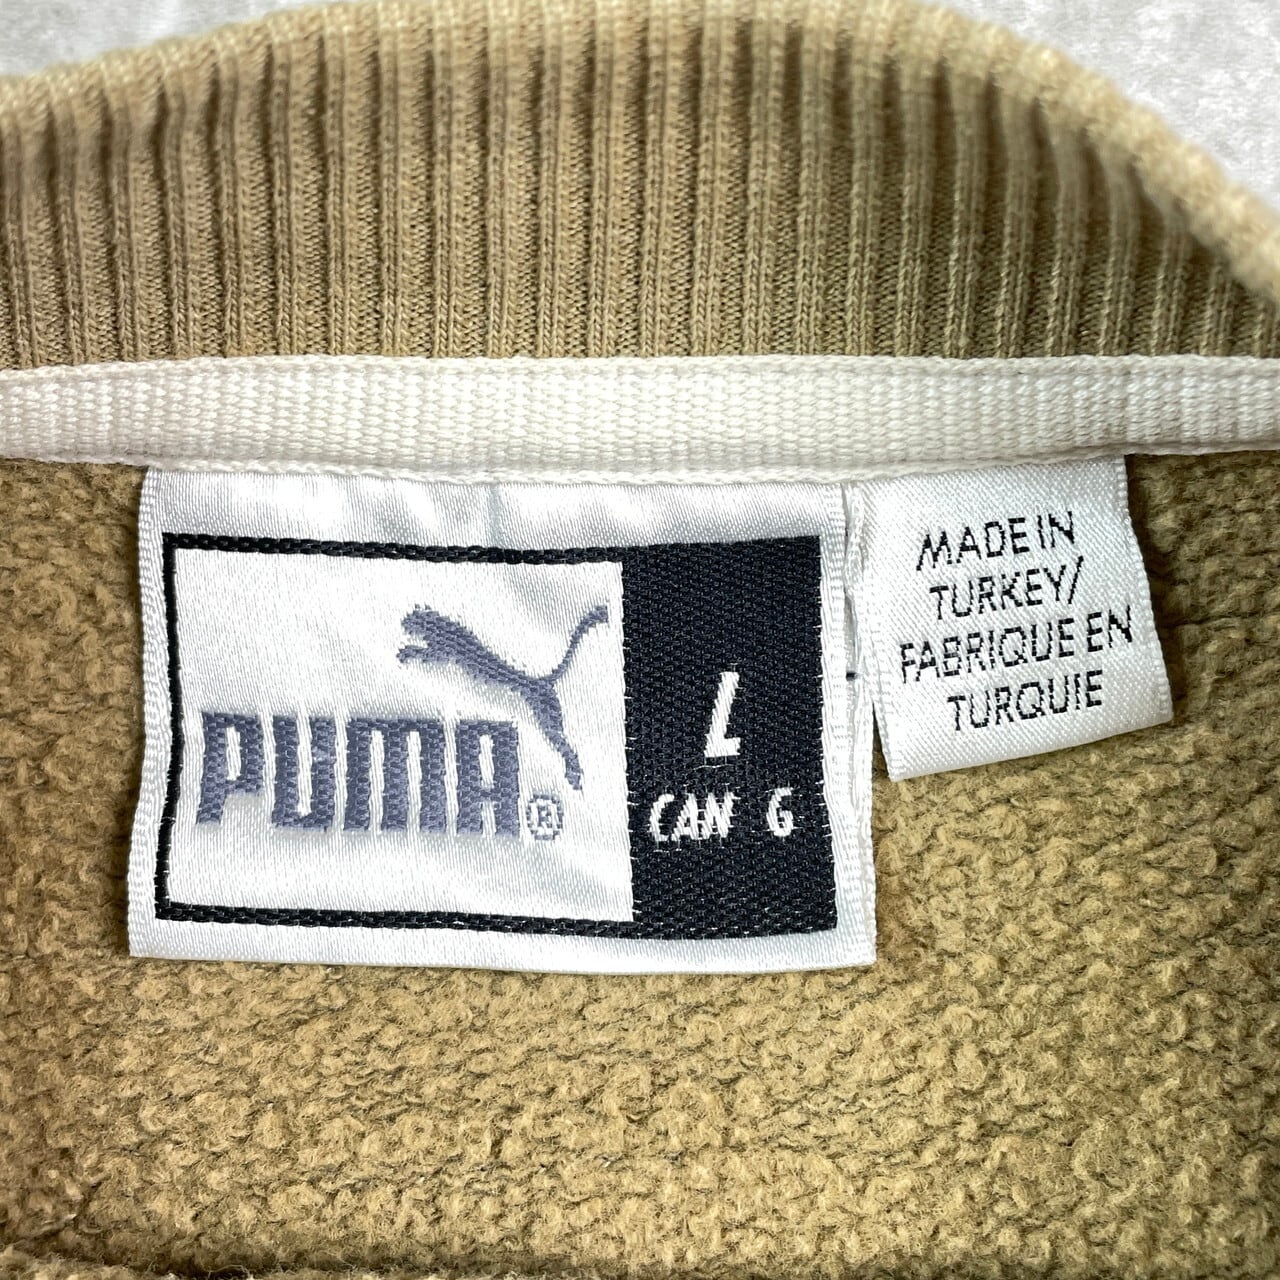 PUMA®
L
CAN G
MADE IN
TURKEY/
FABRIQUE EN
TURQUIE